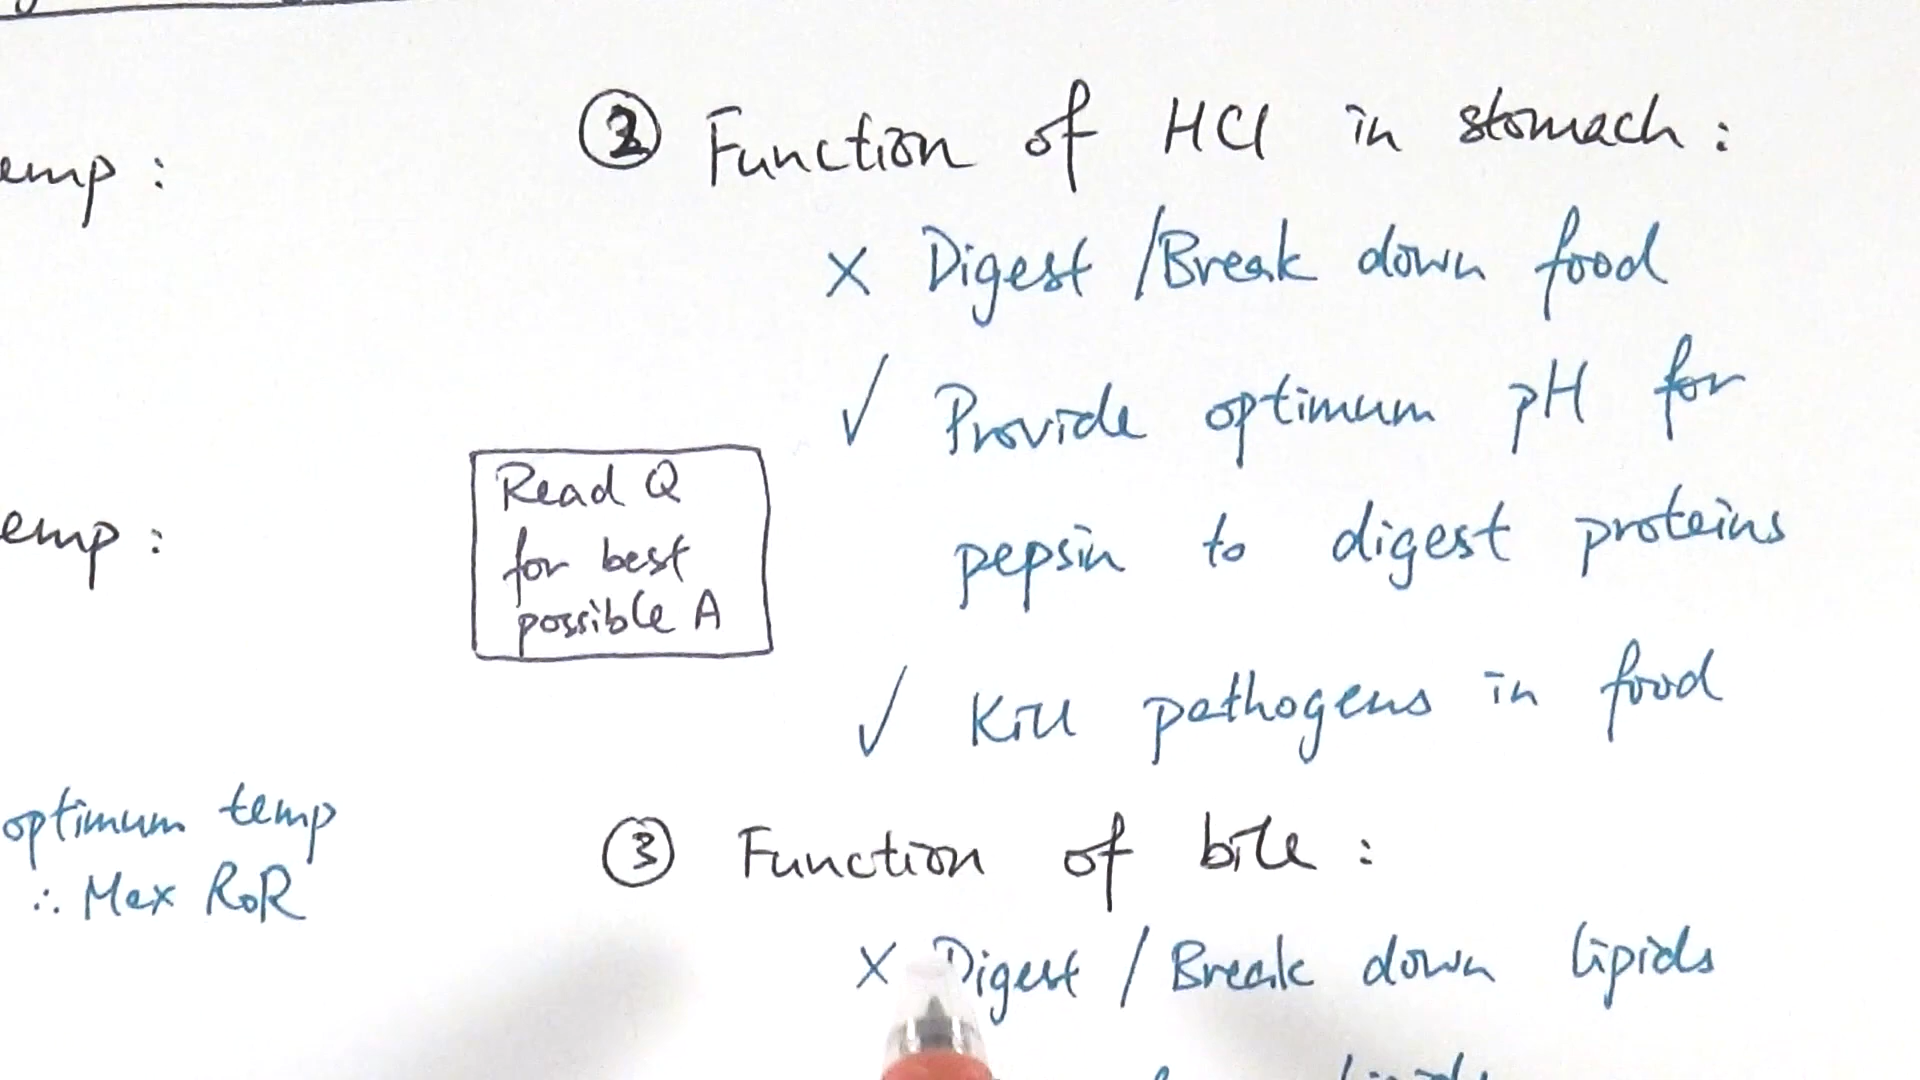 emp :
emp :
optimum temp
∴ Max RoR
Read Q
for best
possible A
② Function of HCl in stomach :
× Digest / Break down food
✓ Provide optimum pH for
pepsin to digest proteins
✓ Kill pathogens in food
③ Function of bile :
× Digest / Break down lipids